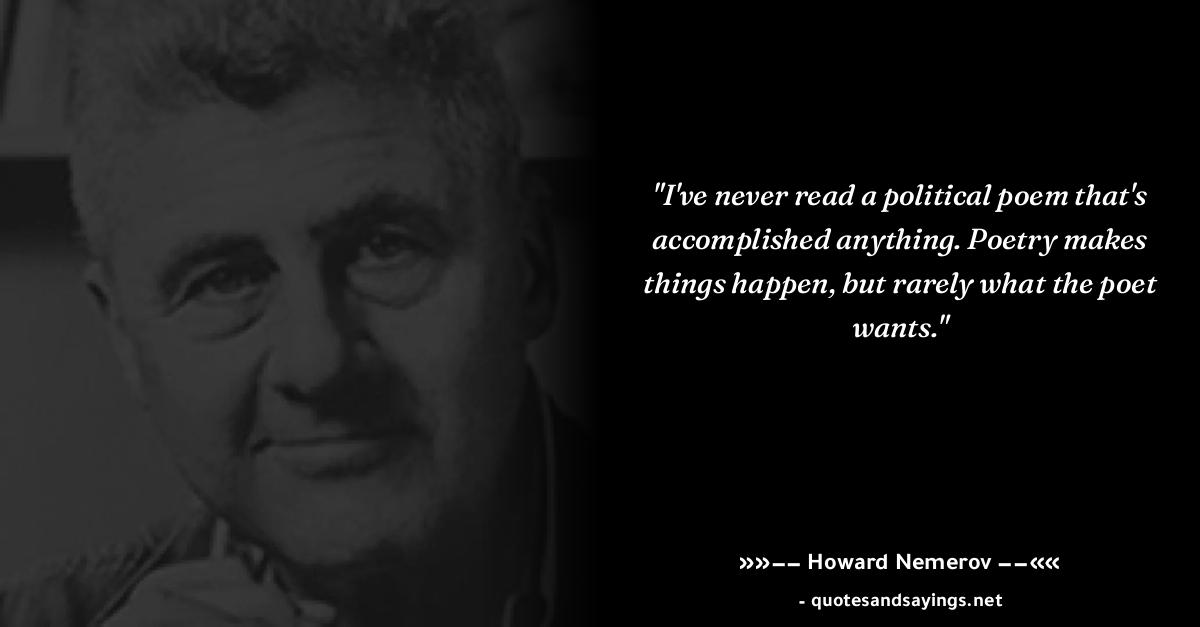 "I've never read a political poem that's
accomplished anything. Poetry makes
things happen, but rarely what the poet
wants."
»»−− Howard Nemerov −−««
- quotesandsayings.net